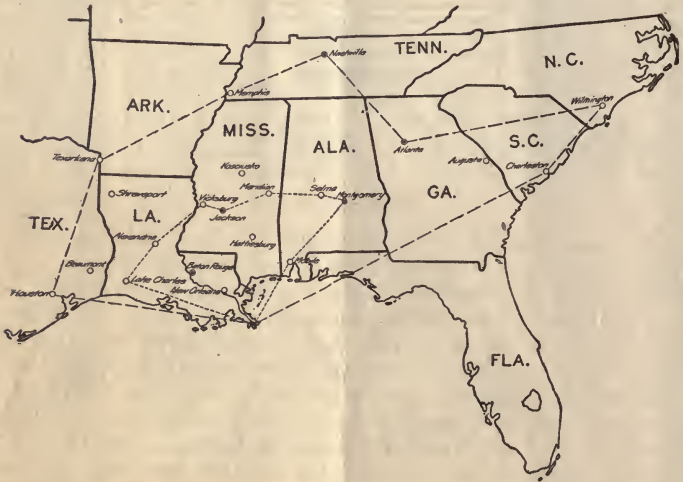 TENN.
Nashville
N. C.
Memphis
ARK.
Wilmington
MISS.
ALA.
S.C.
Atlanta
Texarkana
Augusta
Charleston
Kosciusko
GA.
Shreveport
Meridian
Selma
Montgomery
Vicksburg
Jackson
TEX.
LA.
Alexandria
Hattiesburg
Beaumont
Baton Rouge
Mobile
Lake Charles
New Orleans
Houston
FLA.